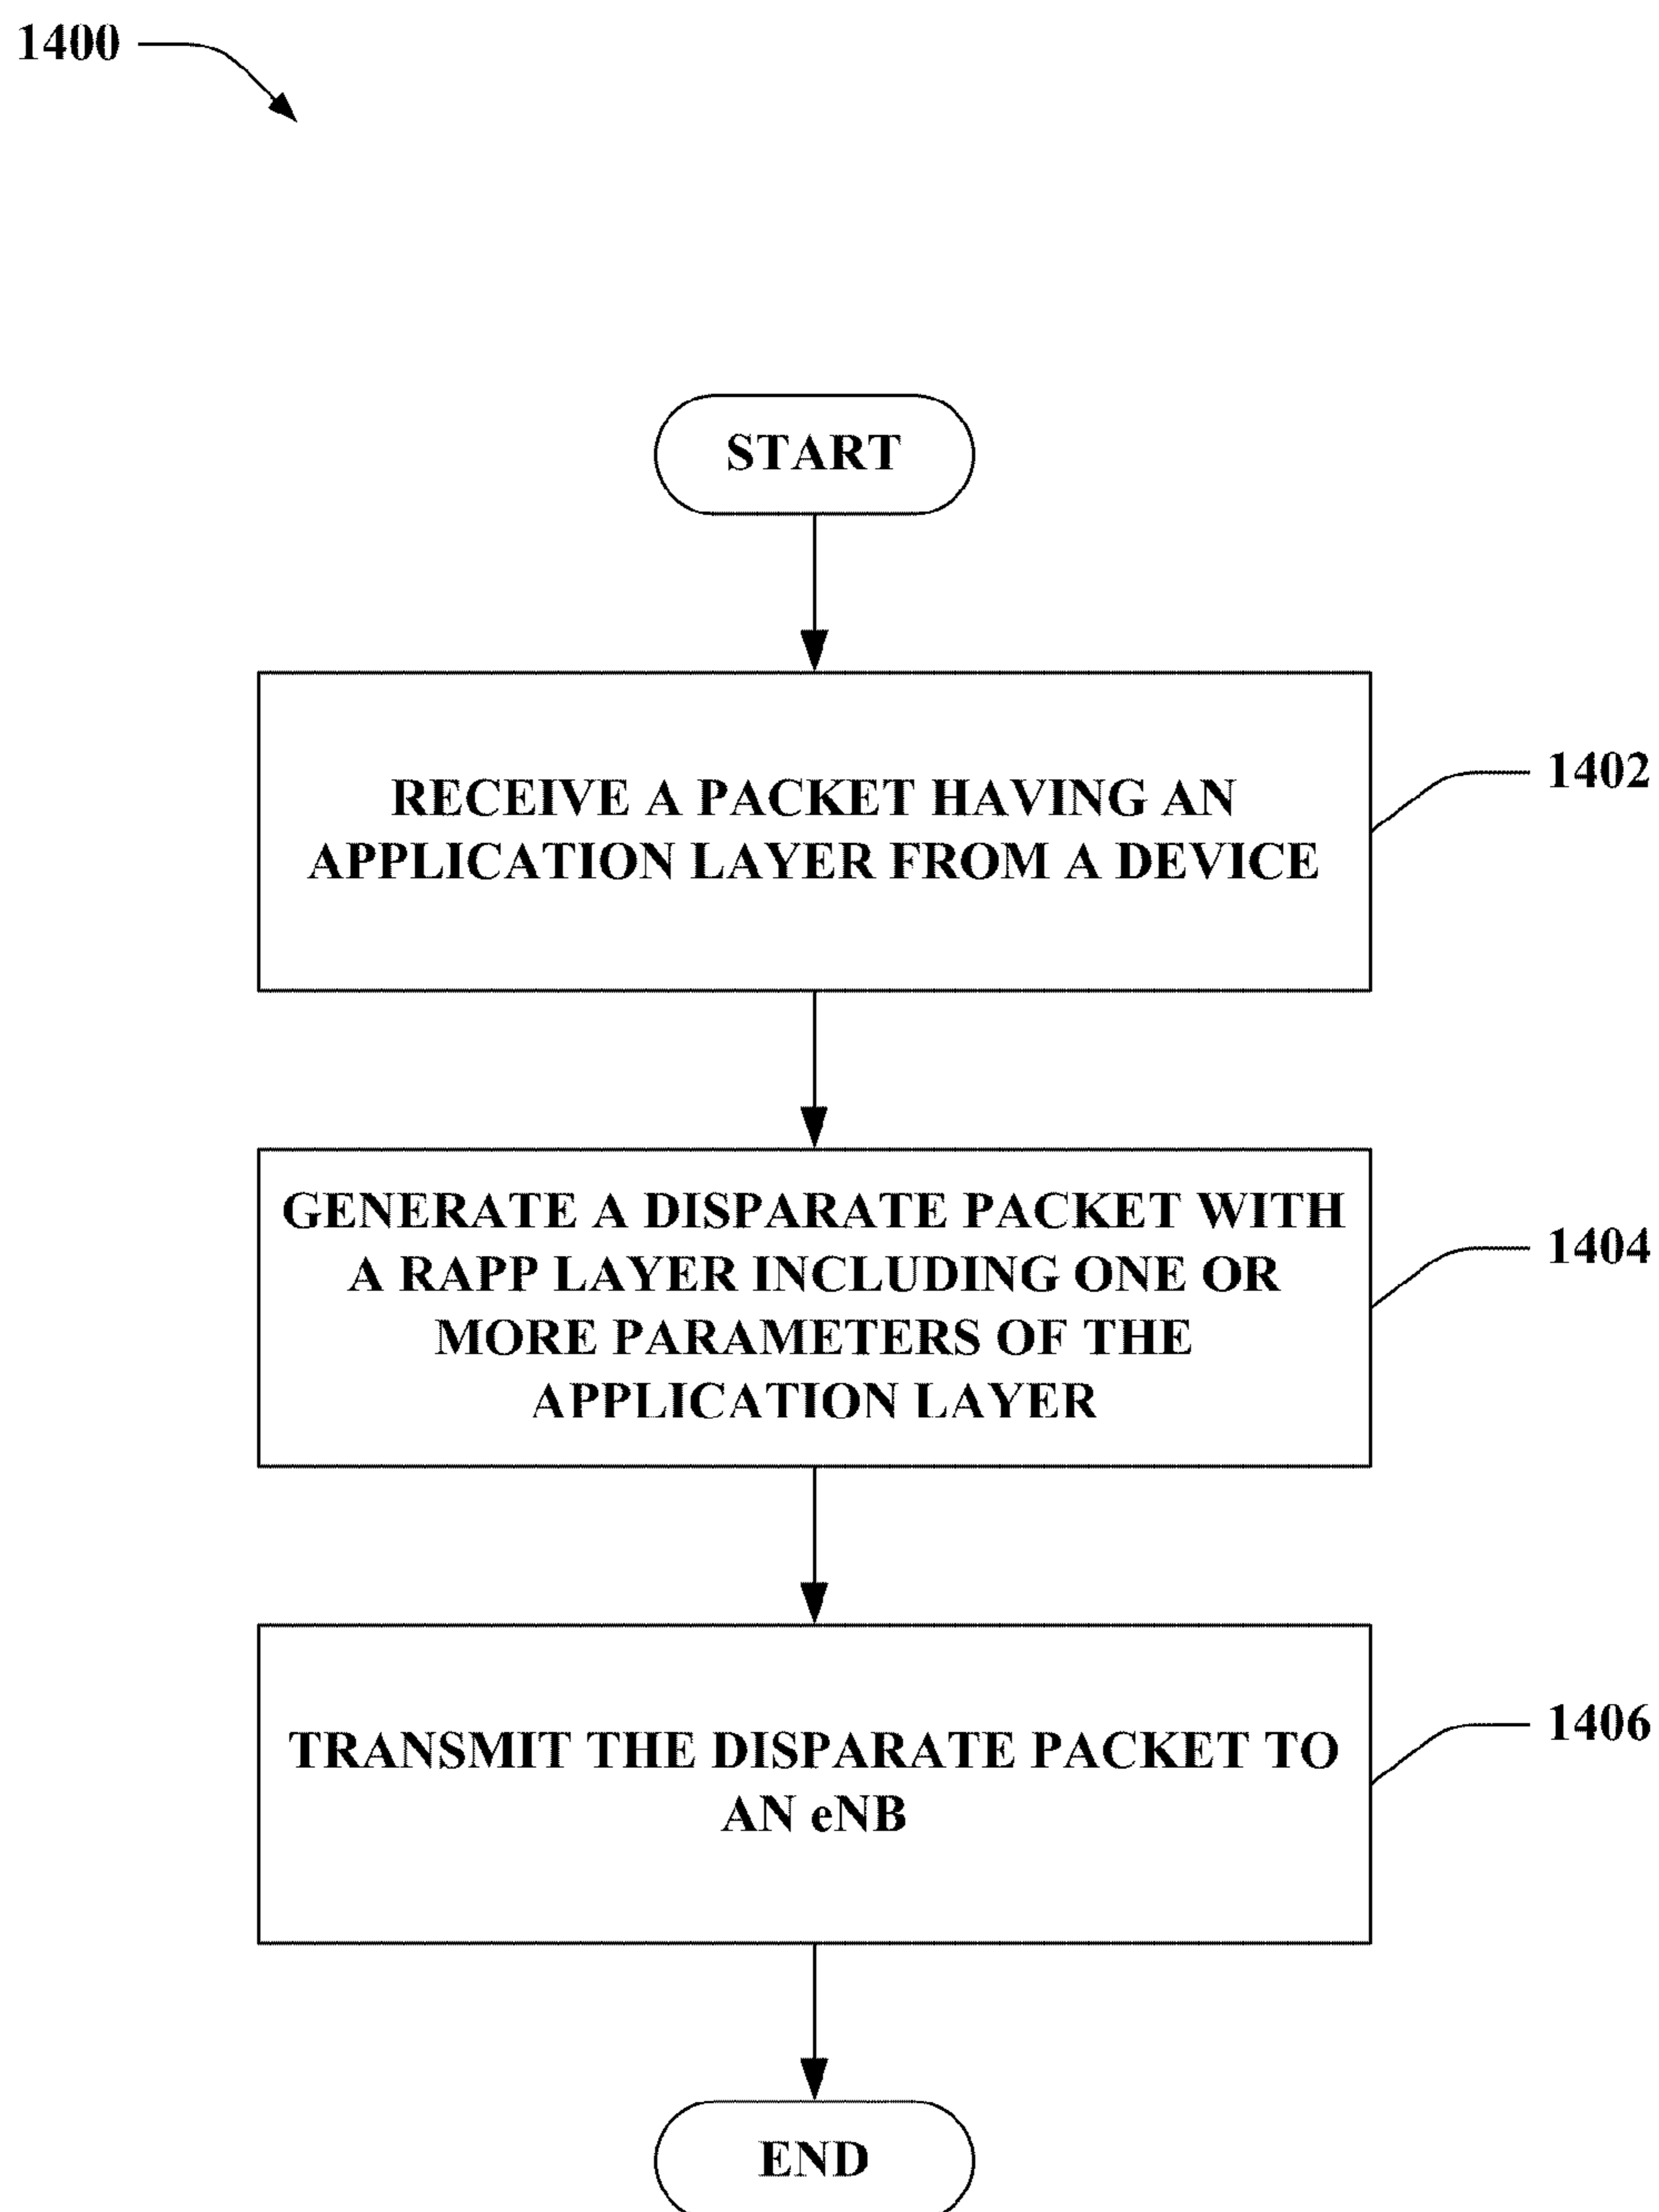 1400
START
RECEIVE A PACKET HAVING AN
APPLICATION LAYER FROM A DEVICE
1402
GENERATE A DISPARATE PACKET WITH
A RAPP LAYER INCLUDING ONE OR
MORE PARAMETERS OF THE
APPLICATION LAYER
1404
TRANSMIT THE DISPARATE PACKET TO
AN eNB
1406
END